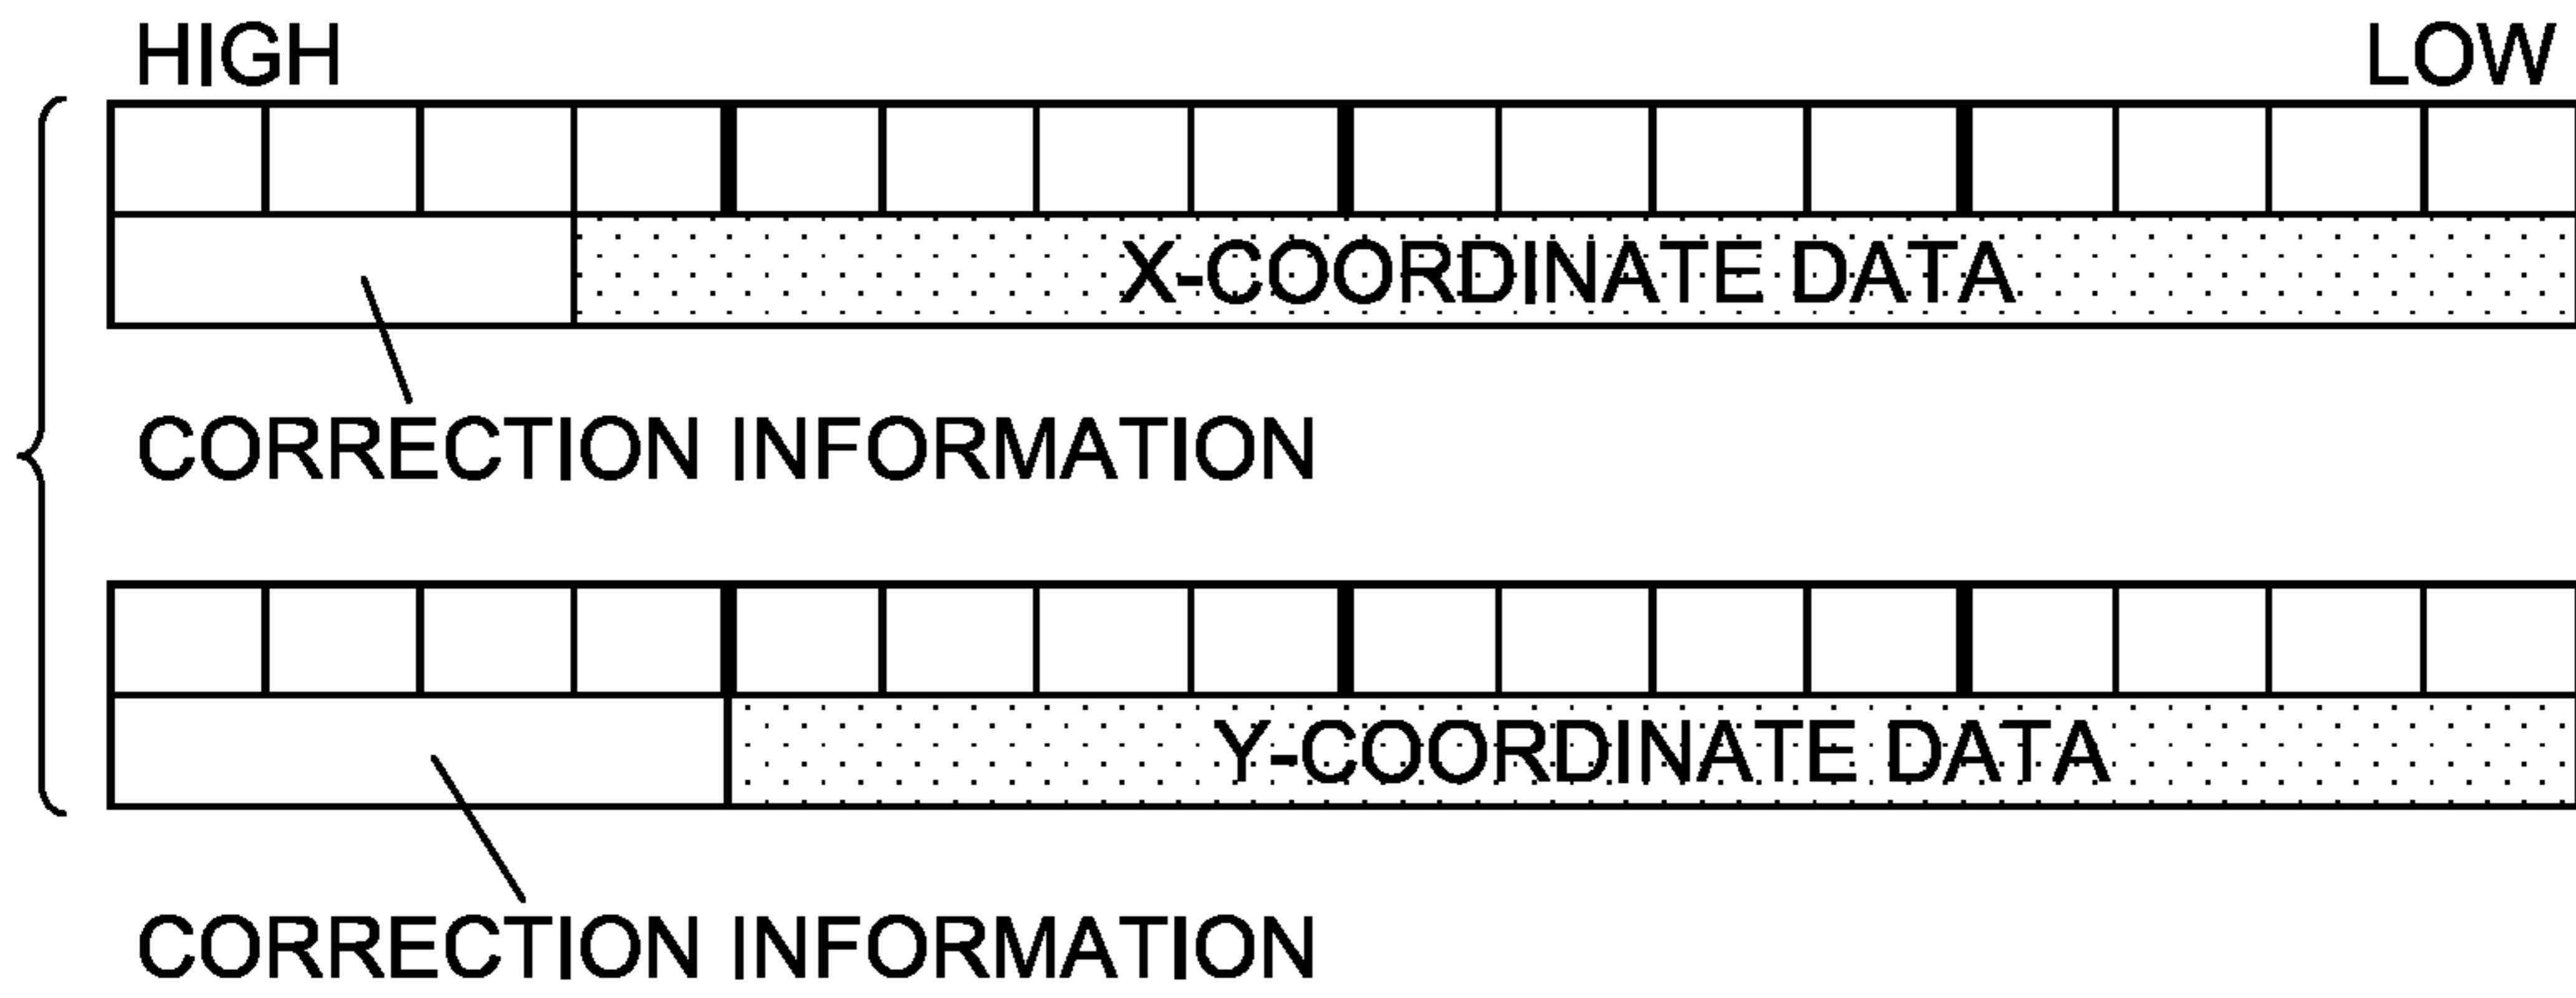 HIGH LOW
X-COORDINATE DATA
CORRECTION INFORMATION
Y-COORDINATE DATA
CORRECTION INFORMATION